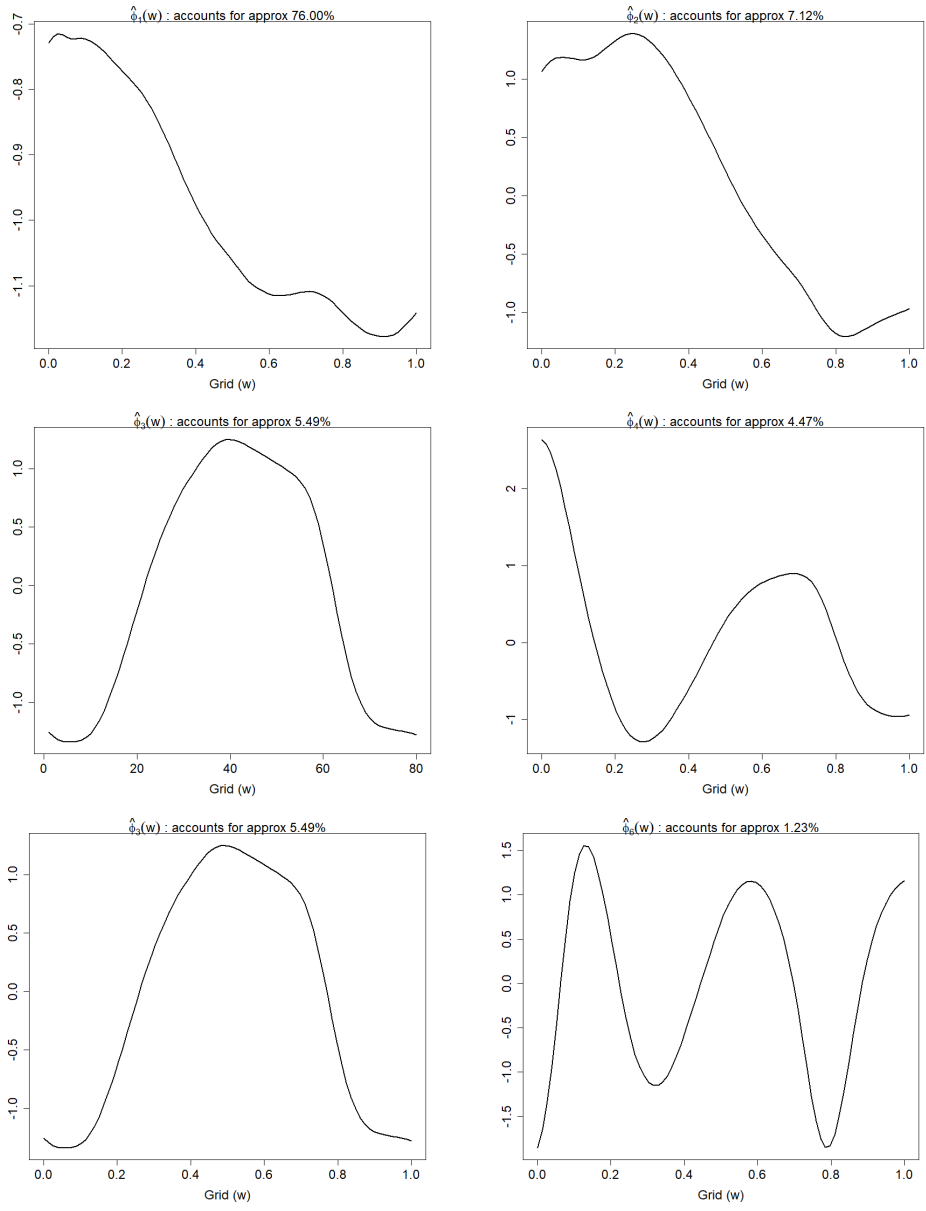 ϕ̂₁(w) : accounts for approx 76.00%
-0.7
-0.8
-0.9
-1.0
-1.1
0.0 0.2 0.4 0.6 0.8 1.0
Grid (w)
ϕ̂₂(w) : accounts for approx 7.12%
1.0
0.5
0.0
-0.5
-1.0
0.0 0.2 0.4 0.6 0.8 1.0
Grid (w)
ϕ̂₃(w) : accounts for approx 5.49%
1.0
0.5
0.0
-0.5
-1.0
0 20 40 60 80
Grid (w)
ϕ̂₄(w) : accounts for approx 4.47%
2
1
0
-1
0.0 0.2 0.4 0.6 0.8 1.0
Grid (w)
ϕ̂₃(w) : accounts for approx 5.49%
1.0
0.5
0.0
-0.5
-1.0
0.0 0.2 0.4 0.6 0.8 1.0
Grid (w)
ϕ̂₆(w) : accounts for approx 1.23%
1.5
1.0
0.5
0.0
-0.5
-1.0
-1.5
0.0 0.2 0.4 0.6 0.8 1.0
Grid (w)